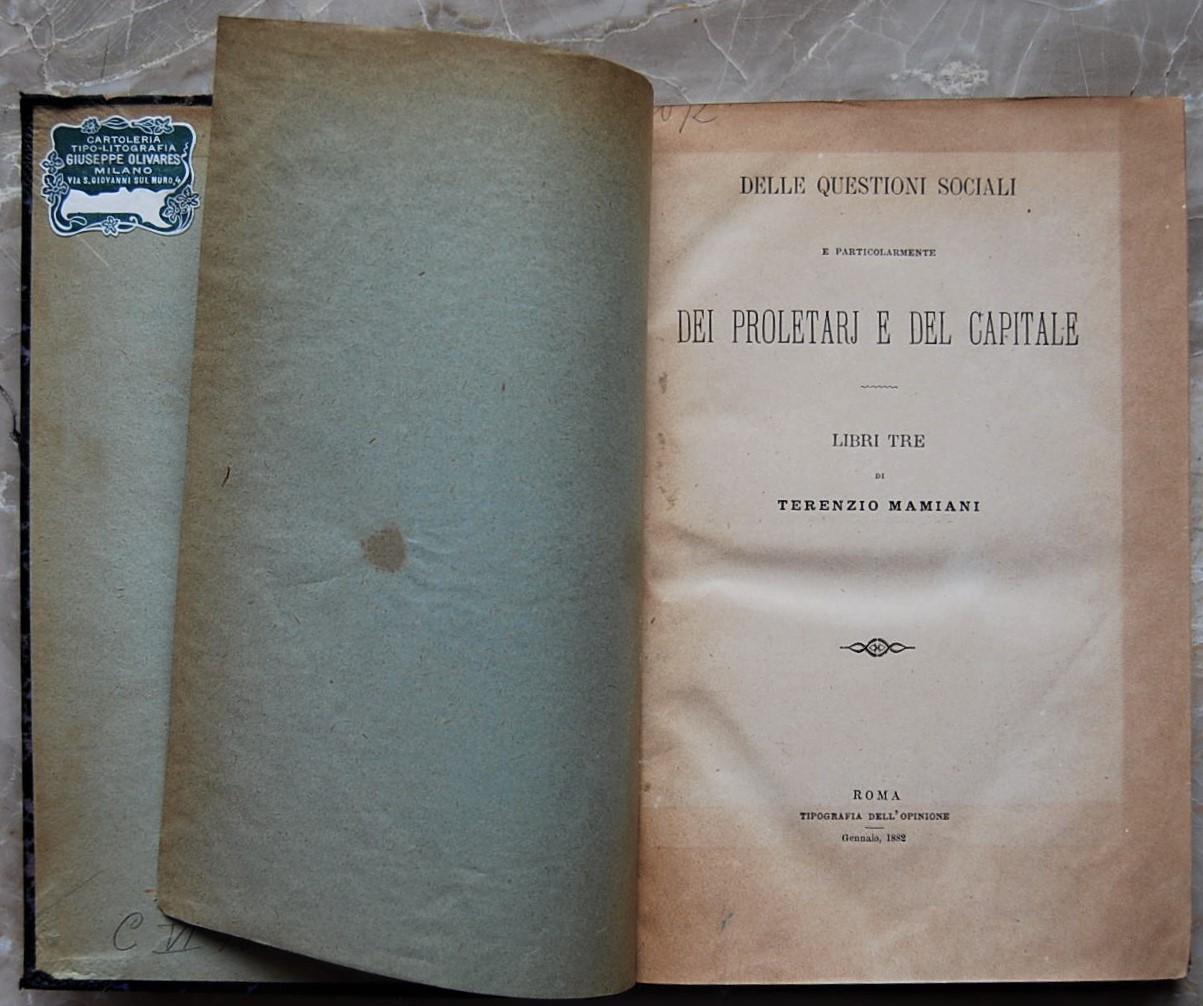 CARTOLERIA
TIPO-LITOGRAFIA
GIUSEPPE OLIVARES
MILANO
VIA S. GIOVANNI SUL MURO, 4
C VI
DELLE QUESTIONI SOCIALI
E PARTICOLARMENTE
DEI PROLETARJ E DEL CAPITALE
LIBRI TRE
DI
TERENZIO MAMIANI
ROMA
TIPOGRAFIA DELL'OPINIONE
Gennaio, 1882